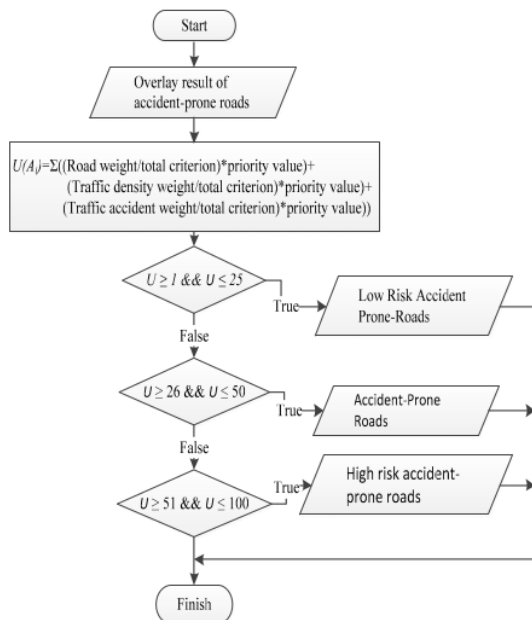 Start
Overlay result of
accident-prone roads
U(Aᵢ)=Σ((Road weight/total criterion)*priority value)+
(Traffic density weight/total criterion)*priority value)+
(Traffic accident weight/total criterion)*priority value))
U ≥ 1 && U ≤ 25
True
Low Risk Accident
Prone-Roads
False
U ≥ 26 && U ≤ 50
True
Accident-Prone
Roads
False
U ≥ 51 && U ≤ 100
True
High risk accident-
prone roads
Finish